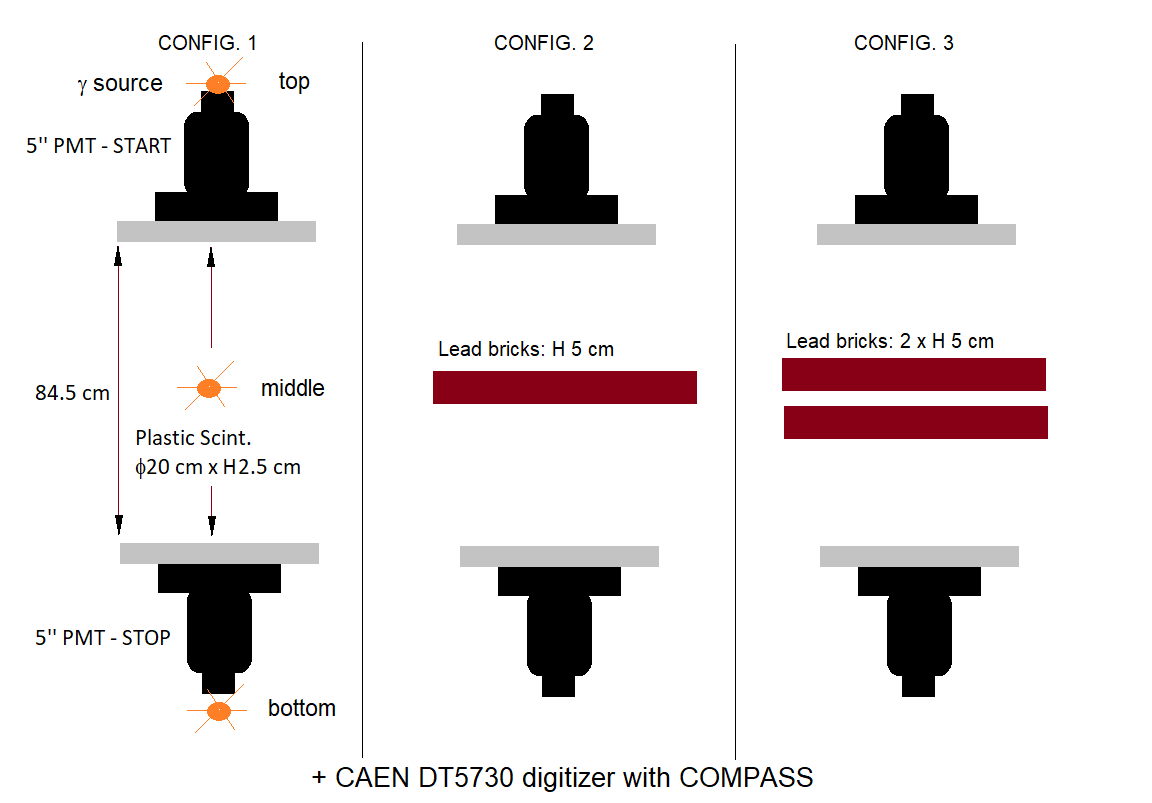 CONFIG. 1
CONFIG. 2
CONFIG. 3
γ source
top
5'' PMT - START
Lead bricks: H 5 cm
Lead bricks: 2 x H 5 cm
84.5 cm
middle
Plastic Scint.
ϕ20 cm x H2.5 cm
5'' PMT - STOP
bottom
+ CAEN DT5730 digitizer with COMPASS